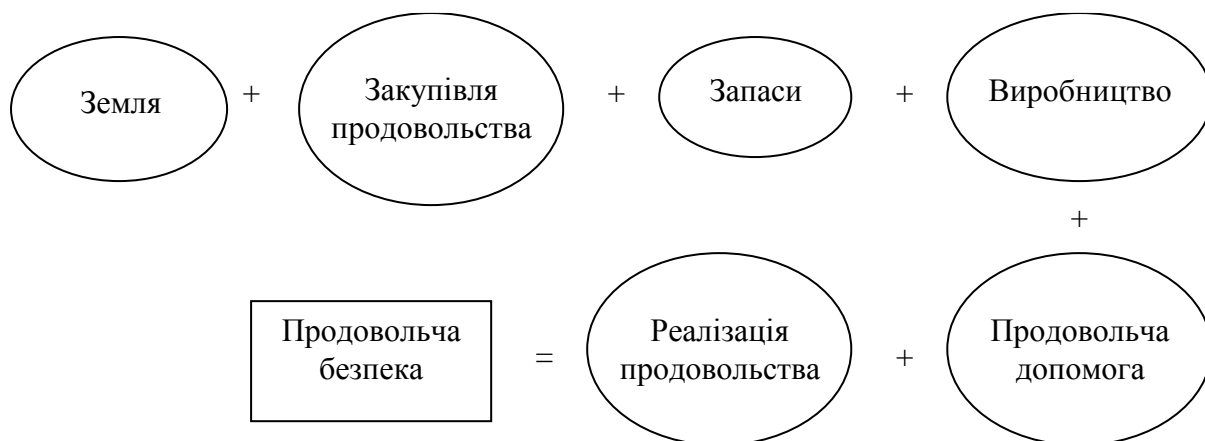 Земля + Закупівля продовольства + Запаси + Виробництво
+
Продовольча безпека = Реалізація продовольства + Продовольча допомога